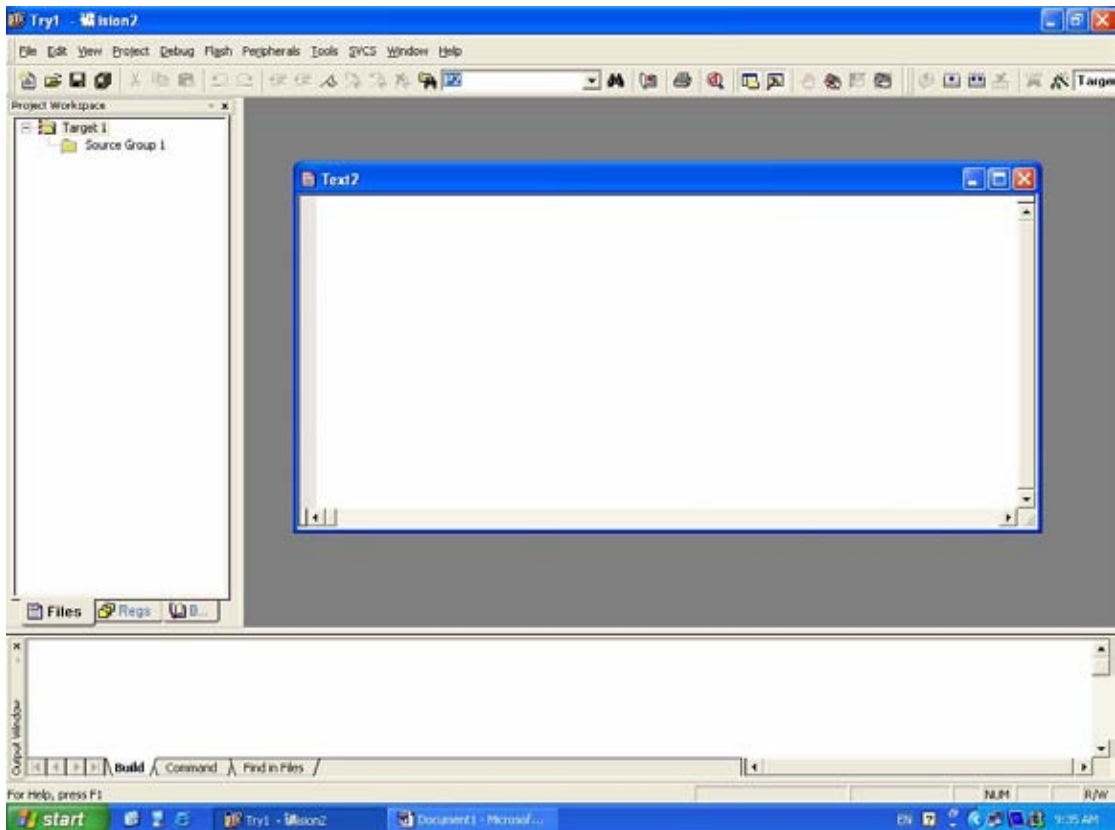 Try1 - µVision2
File Edit View Project Debug Flash Peripherals Tools SVCS Window Help
Target
Project Workspace
Target 1
Source Group 1
Text2
Files Regs B...
Output Window
Build Command Find in Files
For Help, press F1
NUM R/W
start Try1 - µVision2 Document1 - Microsof... EN 9:35 AM